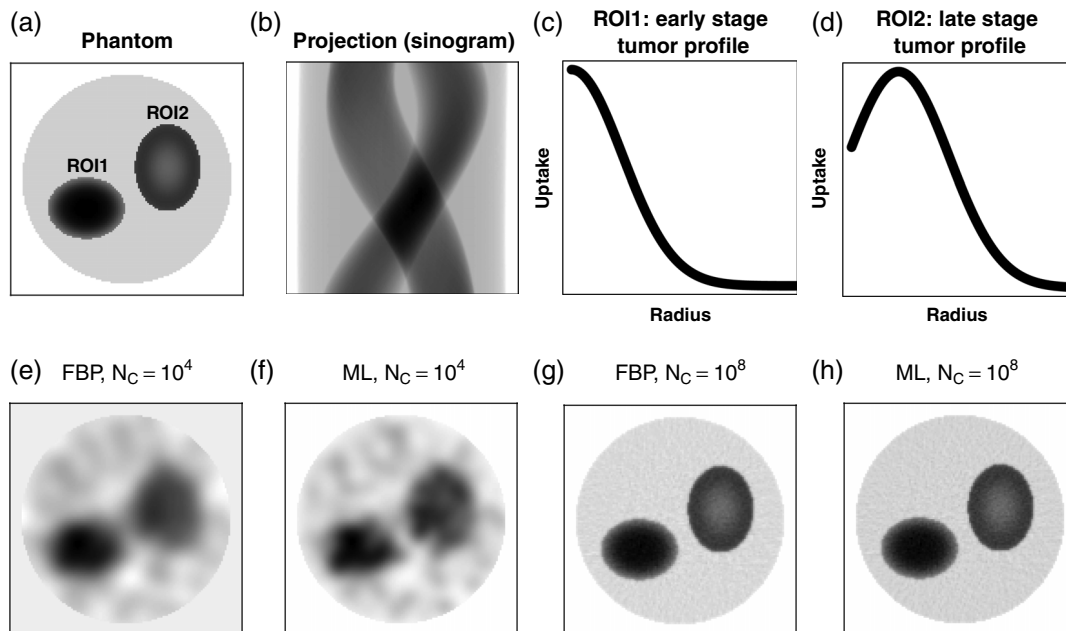 (a)
Phantom
ROI1
ROI2
(b)
Projection (sinogram)
(c)
ROI1: early stage
tumor profile
Uptake
Radius
(d)
ROI2: late stage
tumor profile
Uptake
Radius
(e)
FBP, N_C = 10^4
(f)
ML, N_C = 10^4
(g)
FBP, N_C = 10^8
(h)
ML, N_C = 10^8